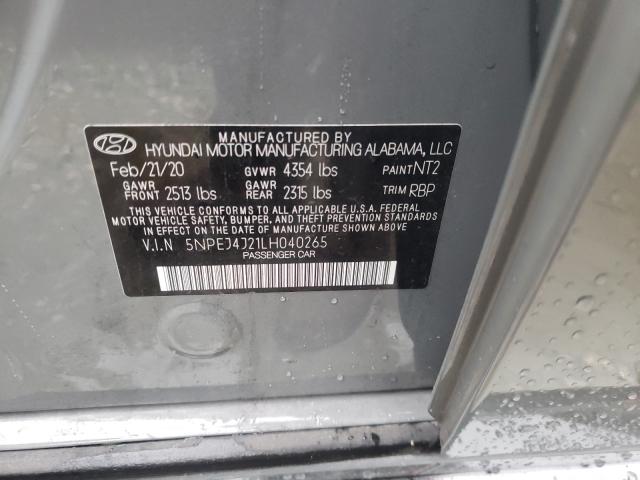 MANUFACTURED BY
HYUNDAI MOTOR MANUFACTURING ALABAMA, LLC
Feb/21/20 GVWR 4354 lbs PAINT NT2
GAWR FRONT 2513 lbs GAWR REAR 2315 lbs TRIM RBP
THIS VEHICLE CONFORMS TO ALL APPLICABLE U.S.A FEDERAL
MOTOR VEHICLE SAFETY, BUMPER, AND THEFT PREVENTION STANDARDS
IN EFFECT ON THE DATE OF MANUFACTURE SHOWN ABOVE.
V.I.N 5NPEJ4J21LH040265
PASSENGER CAR